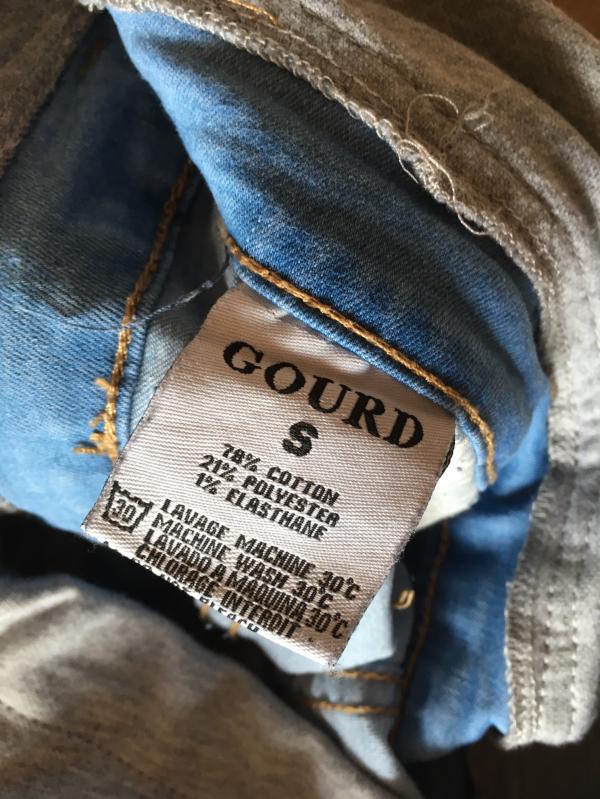 GOURD
S
78% COTTON
21% POLYESTER
1% ELASTHANE
30
LAVAGE MACHINE 30°C
MACHINE WASH 30°C
LAVADO A MAQUINA 30°C
CHLORAGE INTERDIT
BLEACH